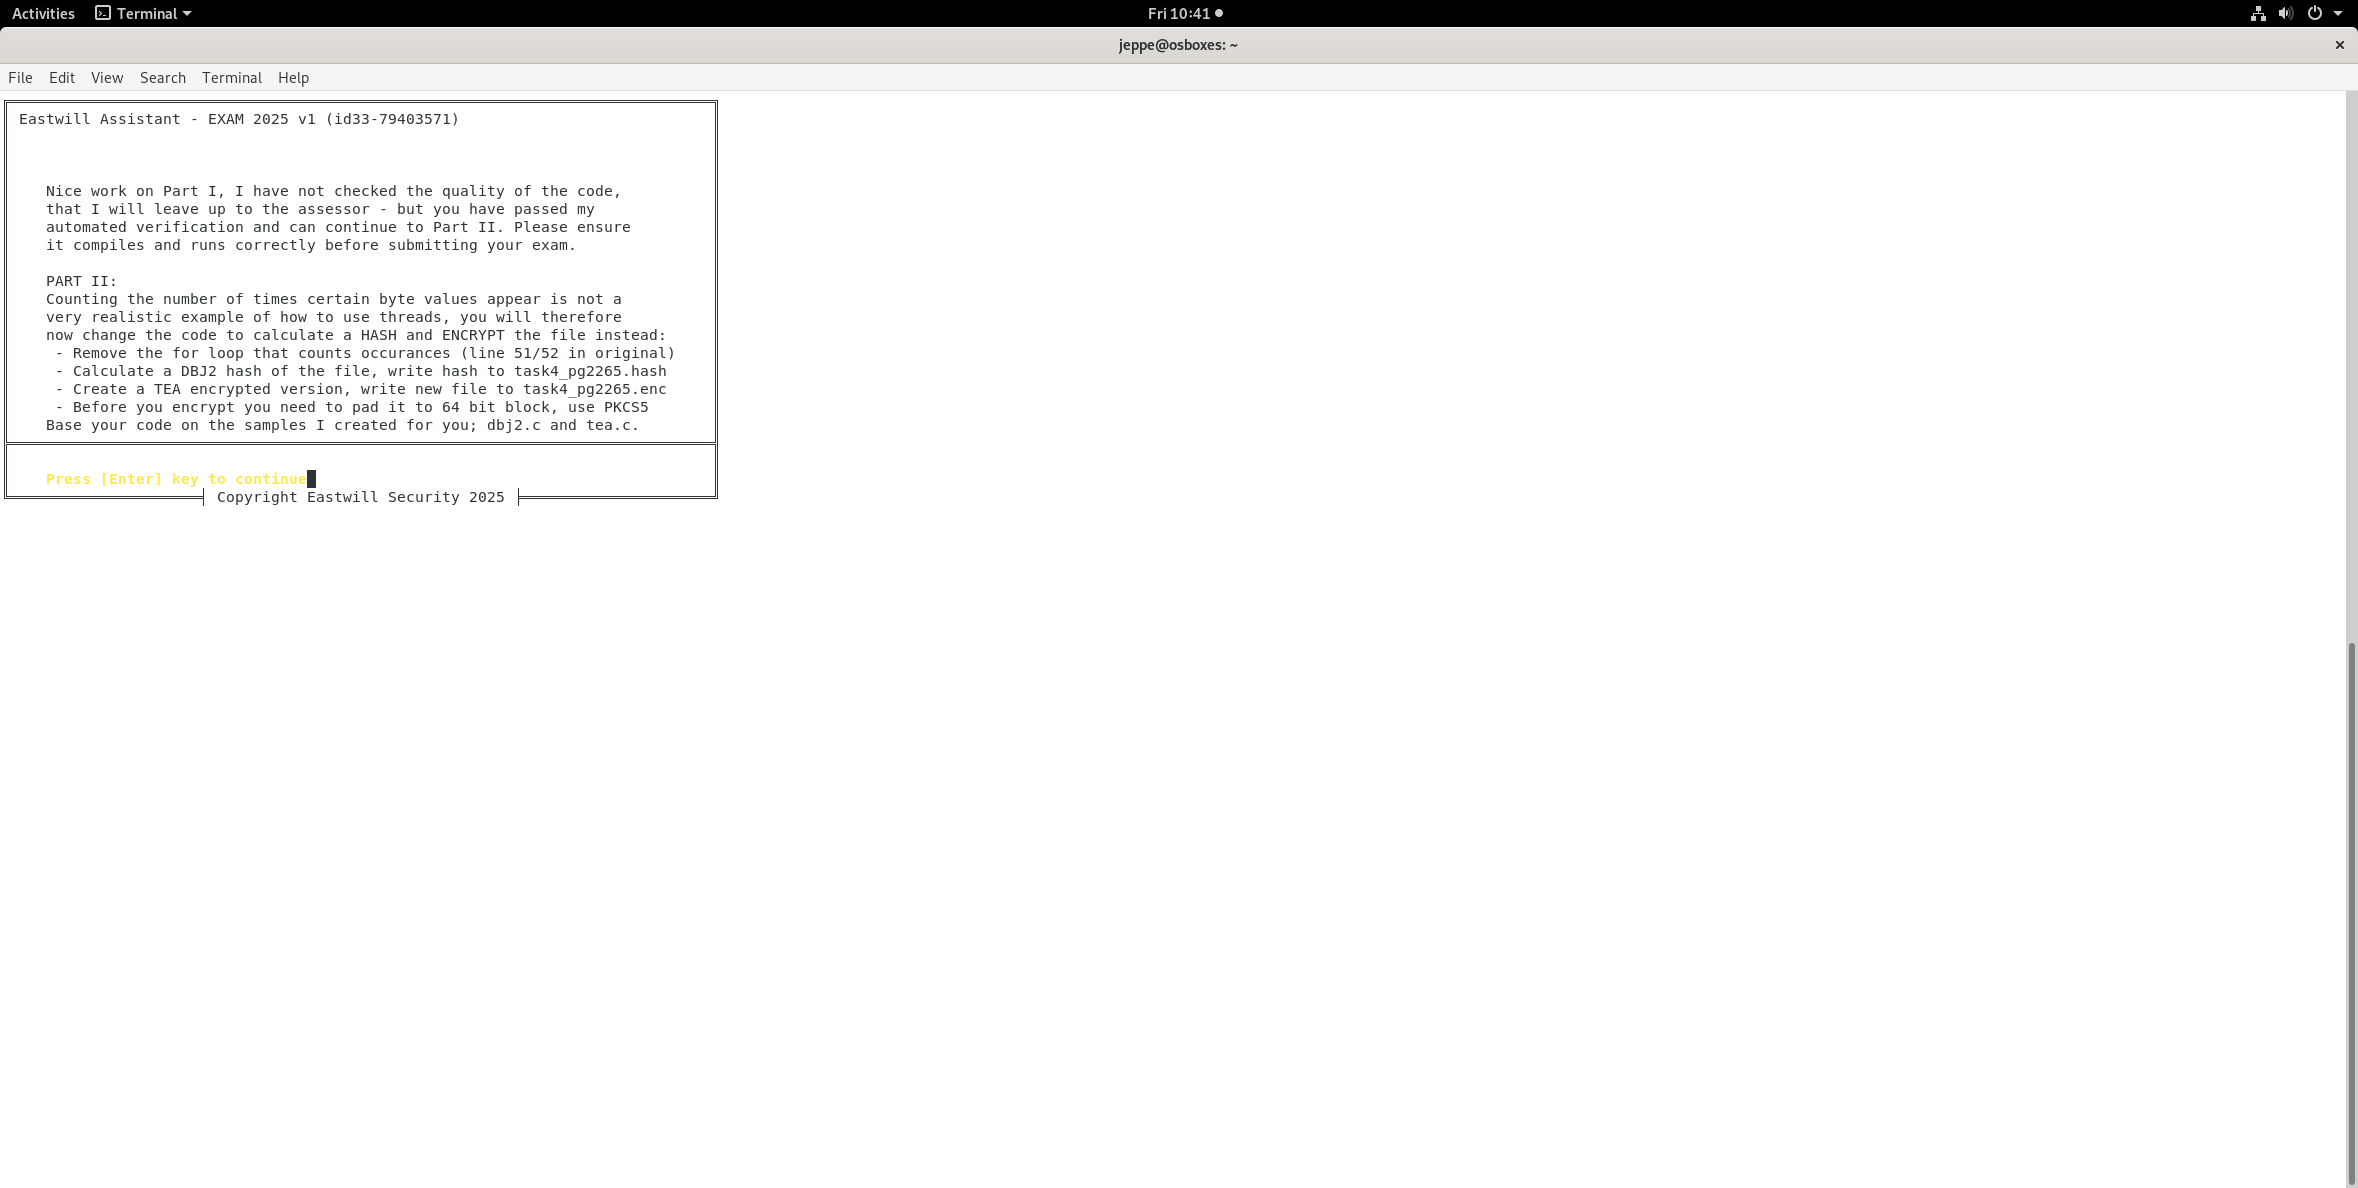 Activities Terminal Fri 10:41
jeppe@osboxes: ~
File Edit View Search Terminal Help
Eastwill Assistant - EXAM 2025 v1 (id33-79403571)
Nice work on Part I, I have not checked the quality of the code,
that I will leave up to the assessor - but you have passed my
automated verification and can continue to Part II. Please ensure
it compiles and runs correctly before submitting your exam.
PART II:
Counting the number of times certain byte values appear is not a
very realistic example of how to use threads, you will therefore
now change the code to calculate a HASH and ENCRYPT the file instead:
- Remove the for loop that counts occurances (line 51/52 in original)
- Calculate a DBJ2 hash of the file, write hash to task4_pg2265.hash
- Create a TEA encrypted version, write new file to task4_pg2265.enc
- Before you encrypt you need to pad it to 64 bit block, use PKCS5
Base your code on the samples I created for you; dbj2.c and tea.c.
Press [Enter] key to continue
Copyright Eastwill Security 2025